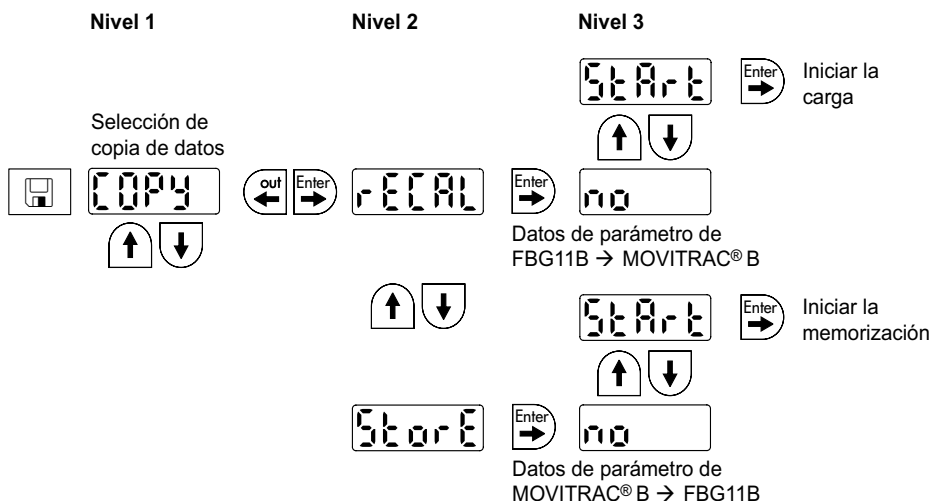 Nivel 1 Nivel 2 Nivel 3
StArt Enter Iniciar la
carga
Selección de
copia de datos
COPY out Enter rECAL Enter no
Datos de parámetro de
FBG11B → MOVITRAC® B
StArt Enter Iniciar la
memorización
StorE Enter no
Datos de parámetro de
MOVITRAC® B → FBG11B